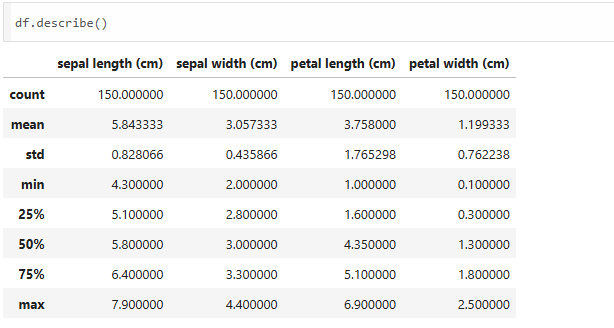 df.describe()
sepal length (cm) sepal width (cm) petal length (cm) petal width (cm)
count 150.000000 150.000000 150.000000 150.000000
mean 5.843333 3.057333 3.758000 1.199333
std 0.828066 0.435866 1.765298 0.762238
min 4.300000 2.000000 1.000000 0.100000
25% 5.100000 2.800000 1.600000 0.300000
50% 5.800000 3.000000 4.350000 1.300000
75% 6.400000 3.300000 5.100000 1.800000
max 7.900000 4.400000 6.900000 2.500000